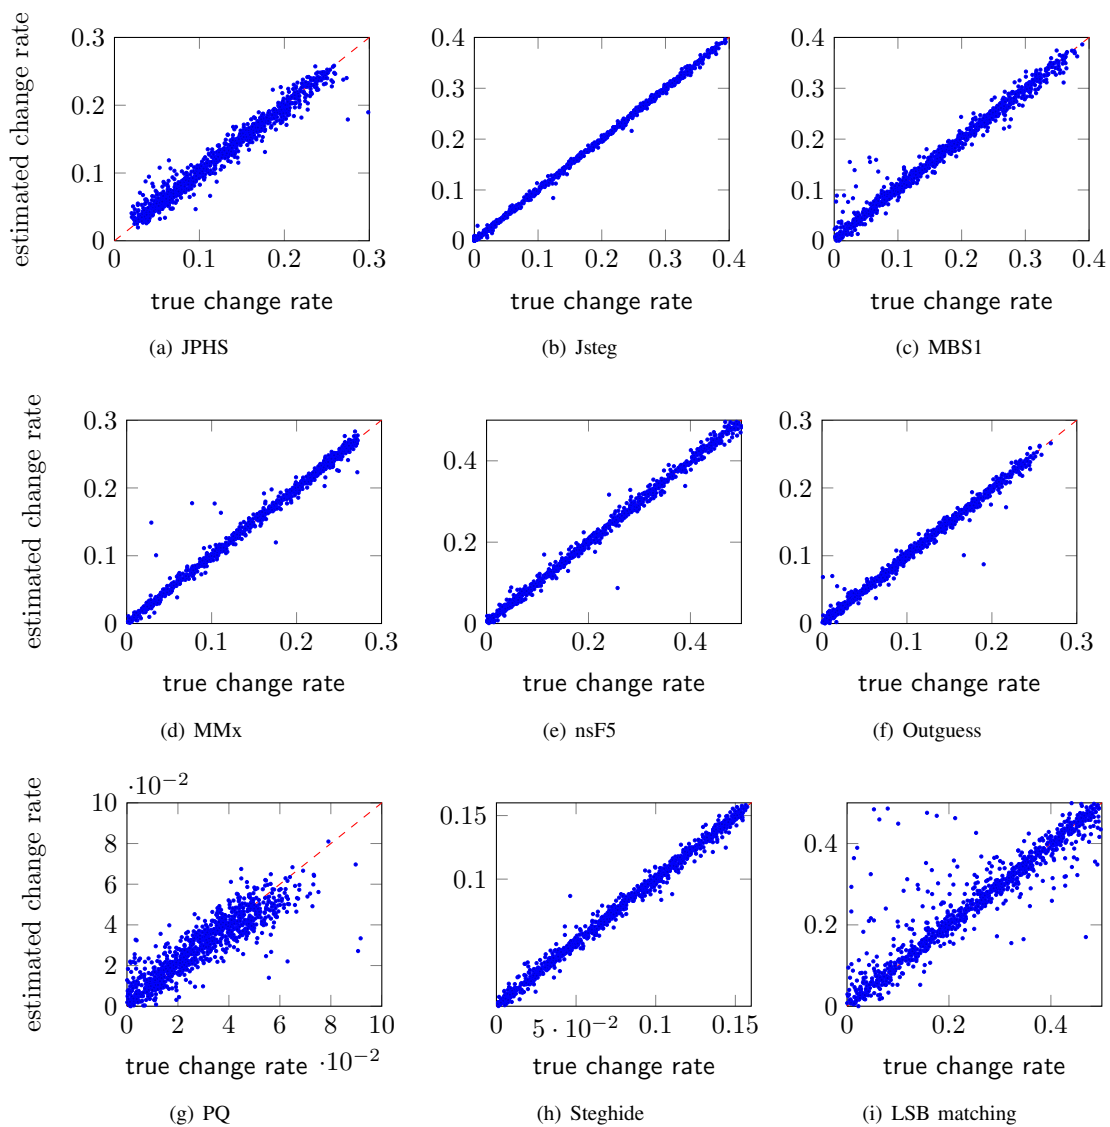 estimated change rate
0.3
0.2
0.1
0
0 0.1 0.2 0.3
true change rate
(a) JPHS
0.4
0.3
0.2
0.1
0
0 0.1 0.2 0.3 0.4
true change rate
(b) Jsteg
0.4
0.3
0.2
0.1
0
0 0.1 0.2 0.3 0.4
true change rate
(c) MBS1
estimated change rate
0.3
0.2
0.1
0
0 0.1 0.2 0.3
true change rate
(d) MMx
0.4
0.2
0
0 0.2 0.4
true change rate
(e) nsF5
0.3
0.2
0.1
0
0 0.1 0.2 0.3
true change rate
(f) Outguess
estimated change rate
·10−2
10
8
6
4
2
0
0 2 4 6 8 10
true change rate ·10−2
(g) PQ
0.15
0.1
0 5 · 10−2 0.1 0.15
true change rate
(h) Steghide
0.4
0.2
0
0 0.2 0.4
true change rate
(i) LSB matching